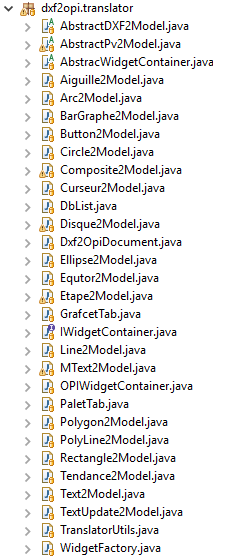 dxf2opi.translator
AbstractDXF2Model.java
AbstractPv2Model.java
AbstracWidgetContainer.java
Aiguille2Model.java
Arc2Model.java
BarGraphe2Model.java
Button2Model.java
Circle2Model.java
Composite2Model.java
Curseur2Model.java
DbList.java
Disque2Model.java
Dxf2OpiDocument.java
Ellipse2Model.java
Equtor2Model.java
Etape2Model.java
GrafcetTab.java
IWidgetContainer.java
Line2Model.java
MText2Model.java
OPIWidgetContainer.java
PaletTab.java
Polygon2Model.java
PolyLine2Model.java
Rectangle2Model.java
Tendance2Model.java
Text2Model.java
TextUpdate2Model.java
TranslatorUtils.java
WidgetFactory.java